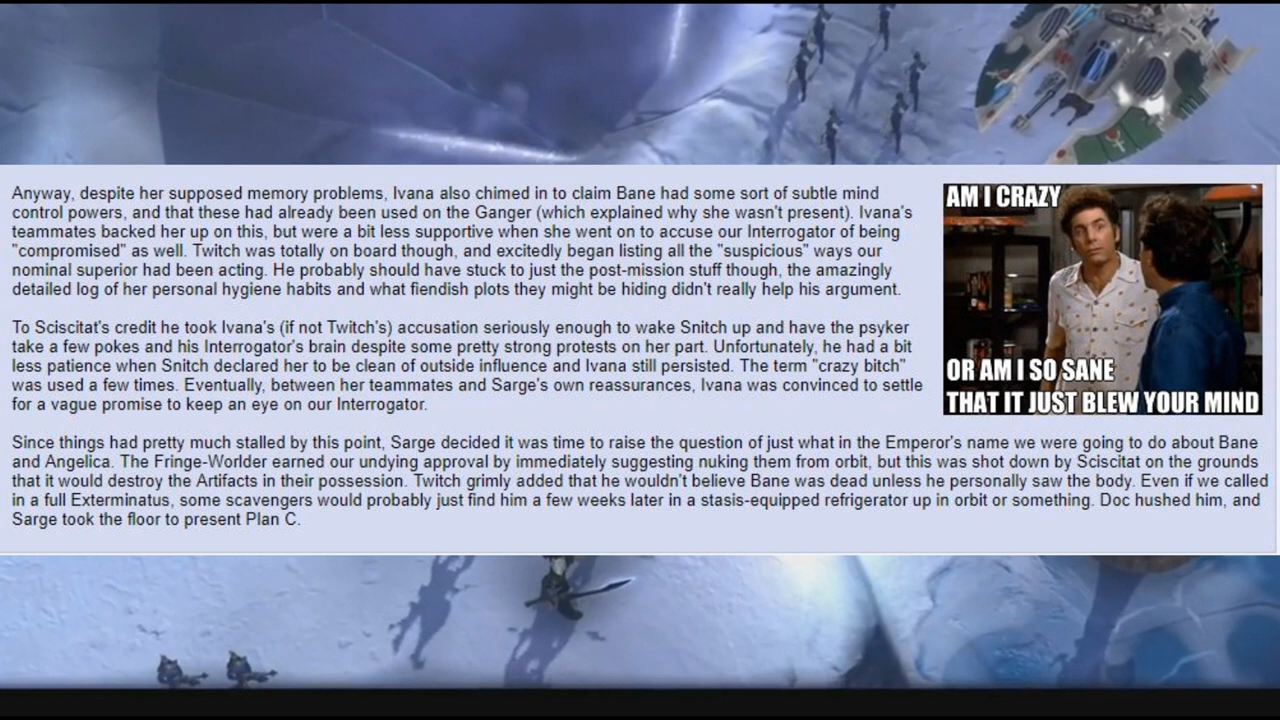 Anyway, despite her supposed memory problems, Ivana also chimed in to claim Bane had some sort of subtle mind
control powers, and that these had already been used on the Ganger (which explained why she wasn't present). Ivana's
teammates backed her up on this, but were a bit less supportive when she went on to accuse our Interrogator of being
"compromised" as well. Twitch was totally on board though, and excitedly began listing all the "suspicious" ways our
nominal superior had been acting. He probably should have stuck to just the post-mission stuff though, the amazingly
detailed log of her personal hygiene habits and what fiendish plots they might be hiding didn't really help his argument.
To Sciscitat's credit he took Ivana's (if not Twitch's) accusation seriously enough to wake Snitch up and have the psyker
take a few pokes and his Interrogator's brain despite some pretty strong protests on her part. Unfortunately, he had a bit
less patience when Snitch declared her to be clean of outside influence and Ivana still persisted. The term "crazy bitch"
was used a few times. Eventually, between her teammates and Sarge's own reassurances, Ivana was convinced to settle
for a vague promise to keep an eye on our Interrogator.
AM I CRAZY
OR AM I SO SANE
THAT IT JUST BLEW YOUR MIND
Since things had pretty much stalled by this point, Sarge decided it was time to raise the question of just what in the Emperor's name we were going to do about Bane
and Angelica. The Fringe-Worlder earned our undying approval by immediately suggesting nuking them from orbit, but this was shot down by Sciscitat on the grounds
that it would destroy the Artifacts in their possession. Twitch grimly added that he wouldn't believe Bane was dead unless he personally saw the body. Even if we called
in a full Exterminatus, some scavengers would probably just find him a few weeks later in a stasis-equipped refrigerator up in orbit or something. Doc hushed him, and
Sarge took the floor to present Plan C.